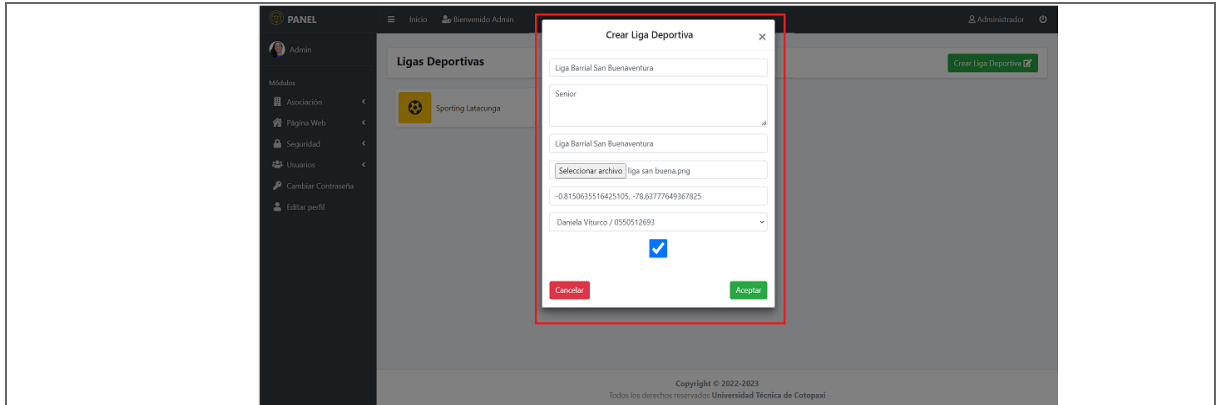 PANEL
Inicio
Bienvenido Admin
Administrador
Admin
Módulos
Asociación
Página Web
Seguridad
Usuarios
Cambiar Contraseña
Editar perfil
Ligas Deportivas
Crear Liga Deportiva
Sporting Latacunga
Crear Liga Deportiva
×
Liga Barrial San Buenaventura
Senior
Liga Barrial San Buenaventura
Seleccionar archivo liga san buena.png
-0.8150635516425105, -78.63777649367825
Daniela Viturco / 0550512693
Cancelar
Aceptar
Copyright © 2022-2023
Todos los derechos reservados Universidad Técnica de Cotopaxi